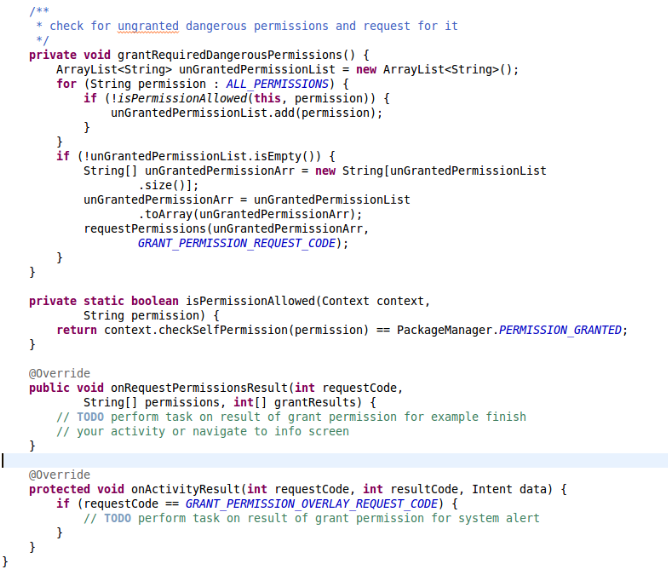 /**
 * check for ungranted dangerous permissions and request for it
 */
private void grantRequiredDangerousPermissions() {
ArrayList<String> unGrantedPermissionList = new ArrayList<String>();
for (String permission : ALL_PERMISSIONS) {
if (!isPermissionAllowed(this, permission)) {
unGrantedPermissionList.add(permission);
}
}
if (!unGrantedPermissionList.isEmpty()) {
String[] unGrantedPermissionArr = new String[unGrantedPermissionList
.size()];
unGrantedPermissionArr = unGrantedPermissionList
.toArray(unGrantedPermissionArr);
requestPermissions(unGrantedPermissionArr,
GRANT_PERMISSION_REQUEST_CODE);
}
}
private static boolean isPermissionAllowed(Context context,
String permission) {
return context.checkSelfPermission(permission) == PackageManager.PERMISSION_GRANTED;
}
@Override
public void onRequestPermissionsResult(int requestCode,
String[] permissions, int[] grantResults) {
// TODO perform task on result of grant permission for example finish
// your activity or navigate to info screen
}
@Override
protected void onActivityResult(int requestCode, int resultCode, Intent data) {
if (requestCode == GRANT_PERMISSION_OVERLAY_REQUEST_CODE) {
// TODO perform task on result of grant permission for system alert
}
}
}